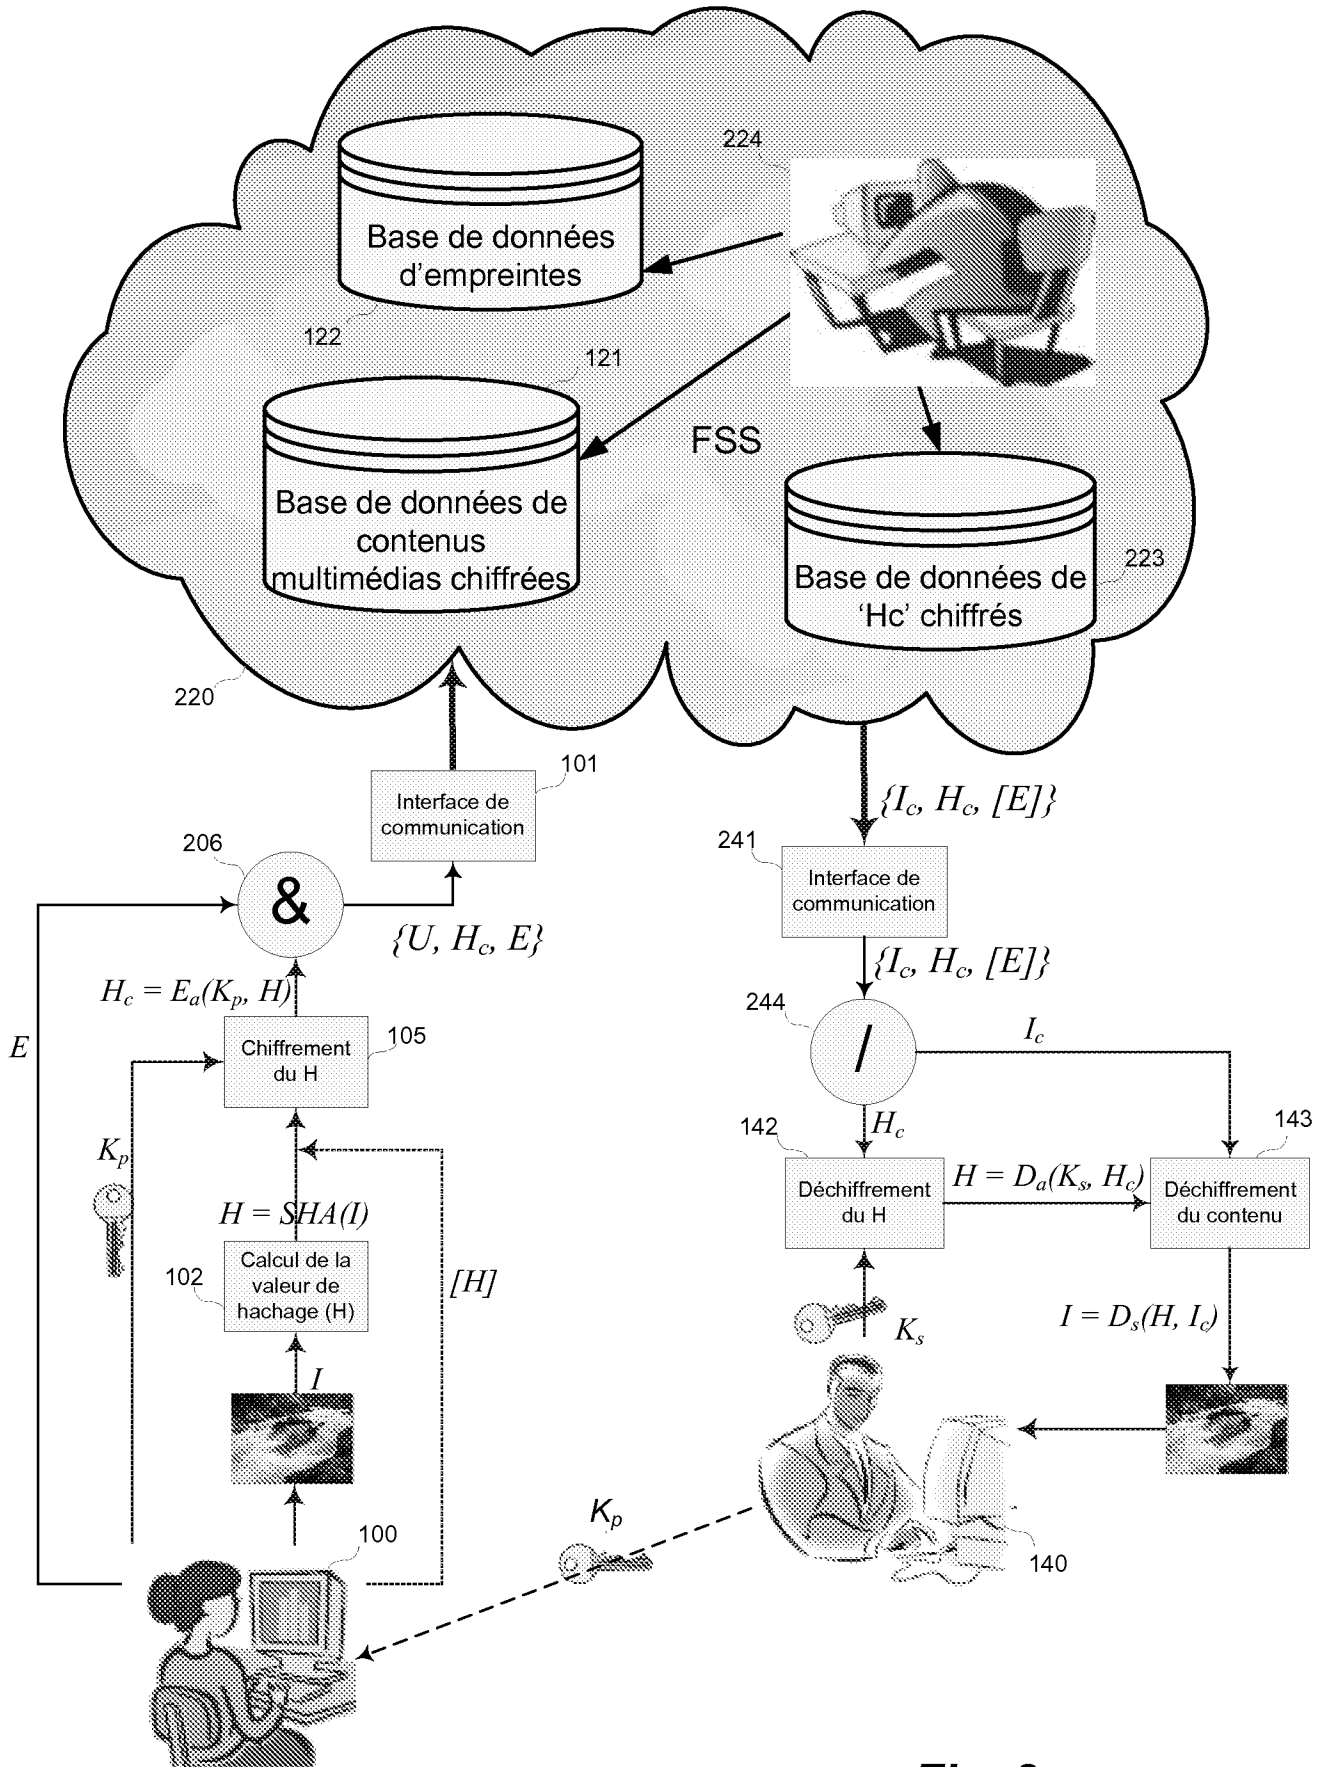 224
Base de données
d'empreintes
122
121
FSS
Base de données de
contenus
multimédias chiffrées
223
Base de données de
‘Hc’ chiffrés
220
101
Interface de
communication
{Ic, Hc, [E]}
206
&
241
Interface de
communication
{U, Hc, E}
{Ic, Hc, [E]}
Hc = Ea(Kp, H)
244
/
Ic
E
105
Chiffrement
du H
Hc
142
143
Kp
H = Da(Ks, Hc)
Déchiffrement
du H
Déchiffrement
du contenu
H = SHA(I)
102
Calcul de la
valeur de
hachage (H)
[H]
I = Ds(H, Ic)
Ks
I
Kp
100
140